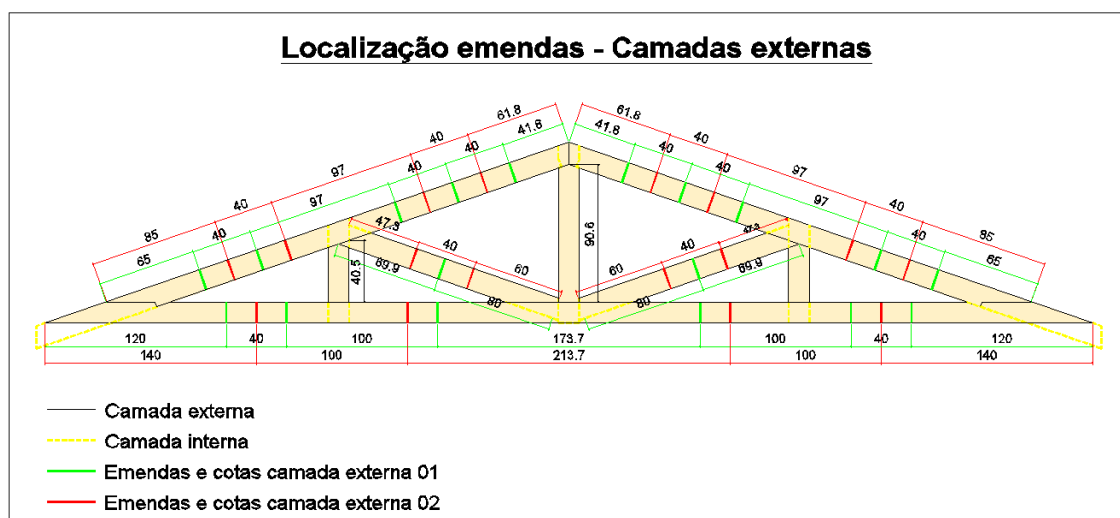 Localização emendas - Camadas externas
61.8 61.8
40 41.8 41.8 40
97 40 40 40 40 97
40 97 97 40
85 40 40 85
65 65
47.3
40 40
69.9 60 60 69.9
80 80
40.5 90.6
120 40 100 173.7 100 40 120
140 100 213.7 100 140
Camada externa
Camada interna
Emendas e cotas camada externa 01
Emendas e cotas camada externa 02